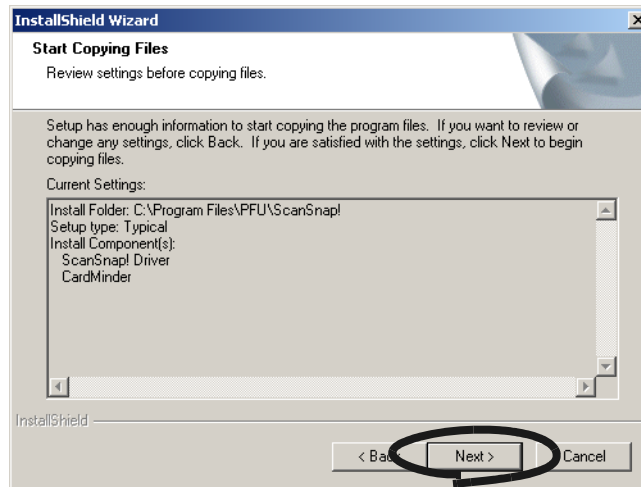 InstallShield Wizard
Start Copying Files
Review settings before copying files.
Setup has enough information to start copying the program files.  If you want to review or
change any settings, click Back.  If you are satisfied with the settings, click Next to begin
copying files.
Current Settings:
Install Folder: C:\Program Files\PFU\ScanSnap!
Setup type: Typical
Install Component(s):
ScanSnap! Driver
CardMinder
InstallShield
< Back Next > Cancel